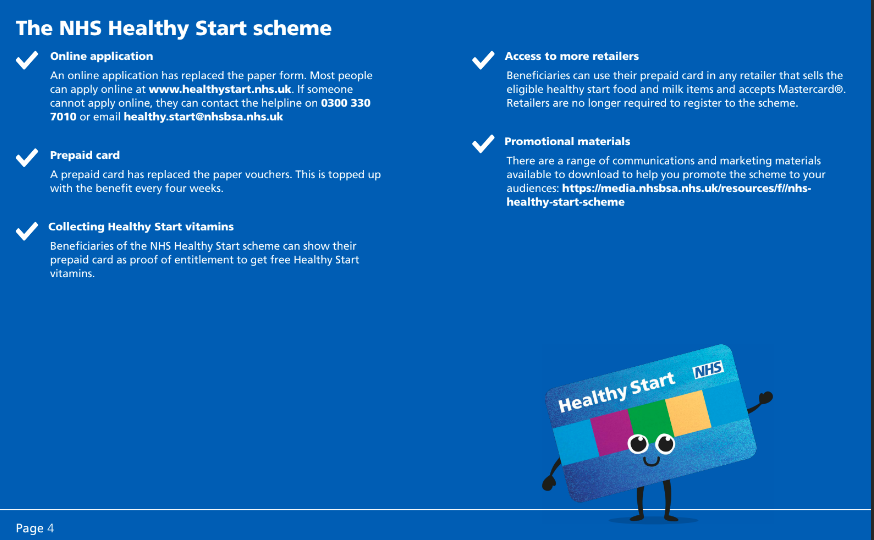 The NHS Healthy Start scheme
Online application
An online application has replaced the paper form. Most people
can apply online at www.healthystart.nhs.uk. If someone
cannot apply online, they can contact the helpline on 0300 330
7010 or email healthy.start@nhsbsa.nhs.uk
Prepaid card
A prepaid card has replaced the paper vouchers. This is topped up
with the benefit every four weeks.
Collecting Healthy Start vitamins
Beneficiaries of the NHS Healthy Start scheme can show their
prepaid card as proof of entitlement to get free Healthy Start
vitamins.
Access to more retailers
Beneficiaries can use their prepaid card in any retailer that sells the
eligible healthy start food and milk items and accepts Mastercard®.
Retailers are no longer required to register to the scheme.
Promotional materials
There are a range of communications and marketing materials
available to download to help you promote the scheme to your
audiences: https://media.nhsbsa.nhs.uk/resources/f//nhs-
healthy-start-scheme
Healthy Start
NHS
Page 4